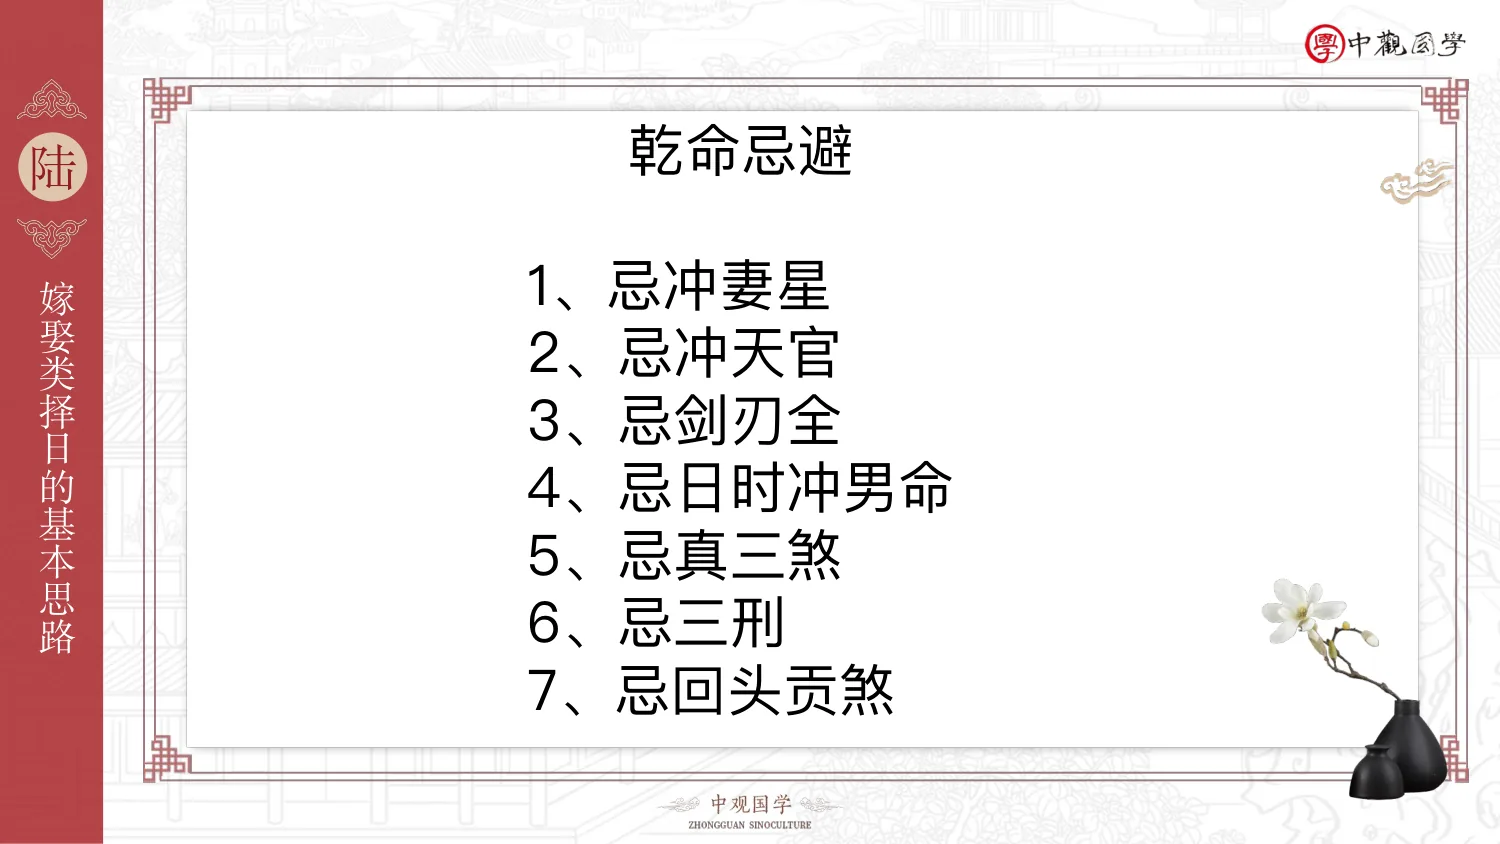 學中觀国學
陆
嫁娶类择日的基本思路
乾命忌避
1、忌冲妻星
2、忌冲天官
3、忌剑刃全
4、忌日时冲男命
5、忌真三煞
6、忌三刑
7、忌回头贡煞
中观国学
ZHONGGUAN SINOCULTURE